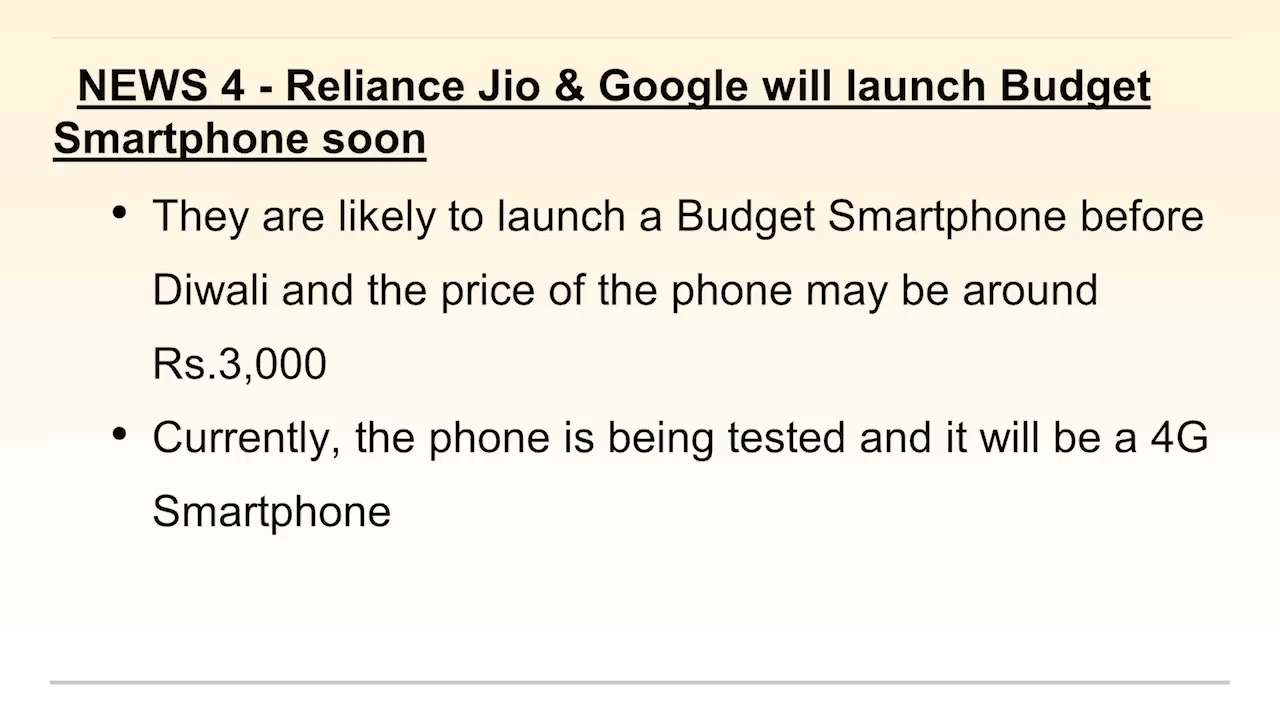 NEWS 4 - Reliance Jio & Google will launch Budget
Smartphone soon
• They are likely to launch a Budget Smartphone before
Diwali and the price of the phone may be around
Rs.3,000
• Currently, the phone is being tested and it will be a 4G
Smartphone